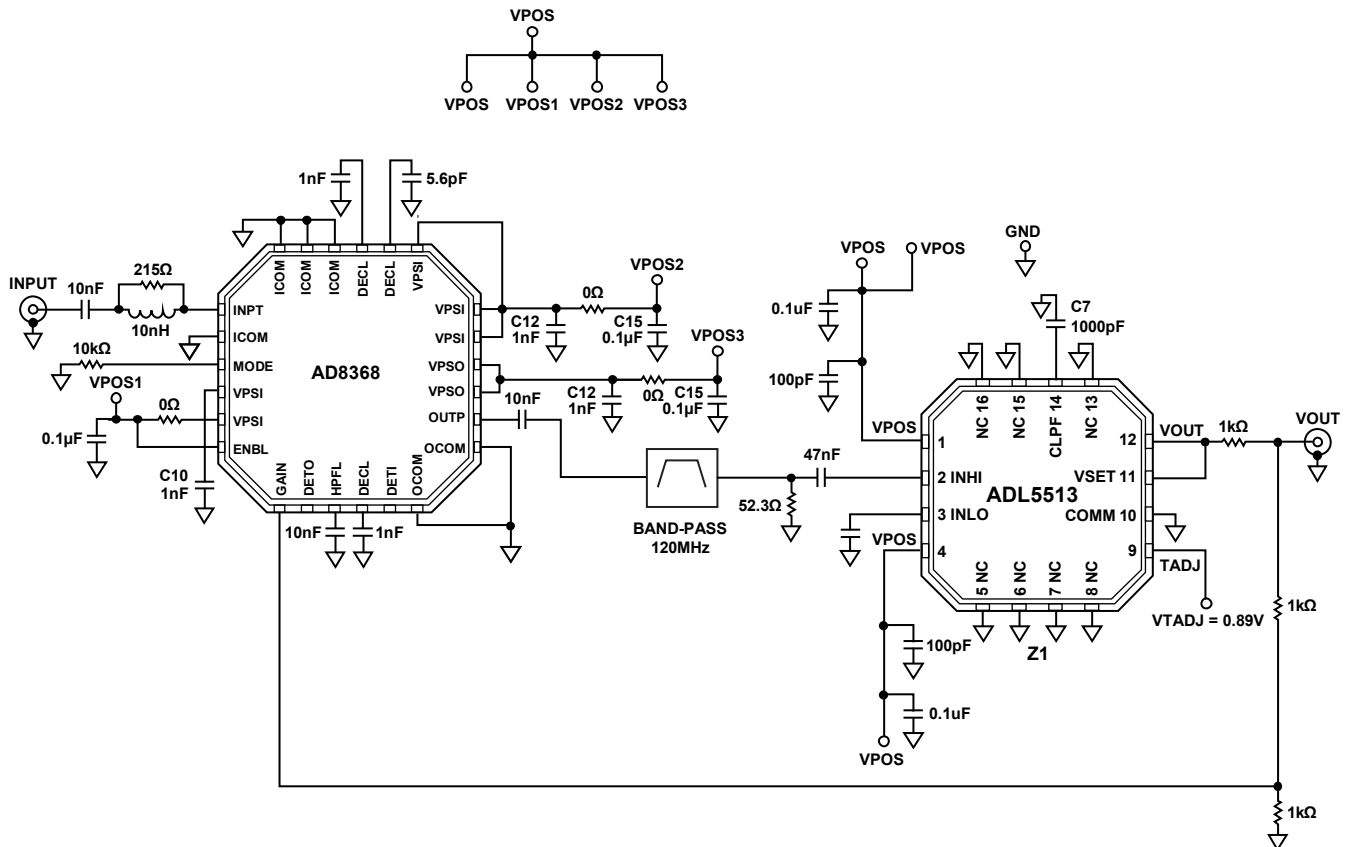 VPOS
VPOS VPOS1 VPOS2 VPOS3
1nF 5.6pF
GND
VPOS VPOS
INPUT 10nF 215Ω
10nH
ICOM ICOM ICOM DECL DECL VPSI
VPOS2
0Ω
C12
1nF
C15
0.1µF
VPOS3
C12
1nF
0Ω
C15
0.1µF
INPT
ICOM
MODE
VPSI
VPSI
ENBL
AD8368
VPSI
VPSI
VPSO
VPSO
OUTP
OCOM
10kΩ
VPOS1
0Ω
0.1µF
C10
1nF
GAIN DETO HPFL DECL DETI OCOM
10nF 1nF
10nF
BAND-PASS
120MHz
52.3Ω
47nF
0.1uF
100pF
C7
1000pF
NC 16 NC 15 CLPF 14 NC 13
VPOS
1
2 INHI
3 INLO
VPOS
4
ADL5513
12
VSET 11
COMM 10
9
VOUT
TADJ
VTADJ = 0.89V
5 NC 6 NC 7 NC 8 NC
Z1
1kΩ
VOUT
1kΩ
100pF
0.1uF
VPOS
1kΩ